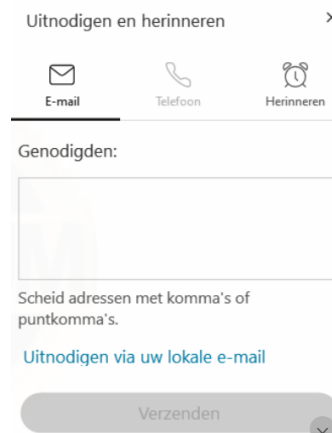 Uitnodigen en herinneren
E-mail Telefoon Herinneren
Genodigden:
Scheid adressen met komma's of
puntkomma's.
Uitnodigen via uw lokale e-mail
Verzenden